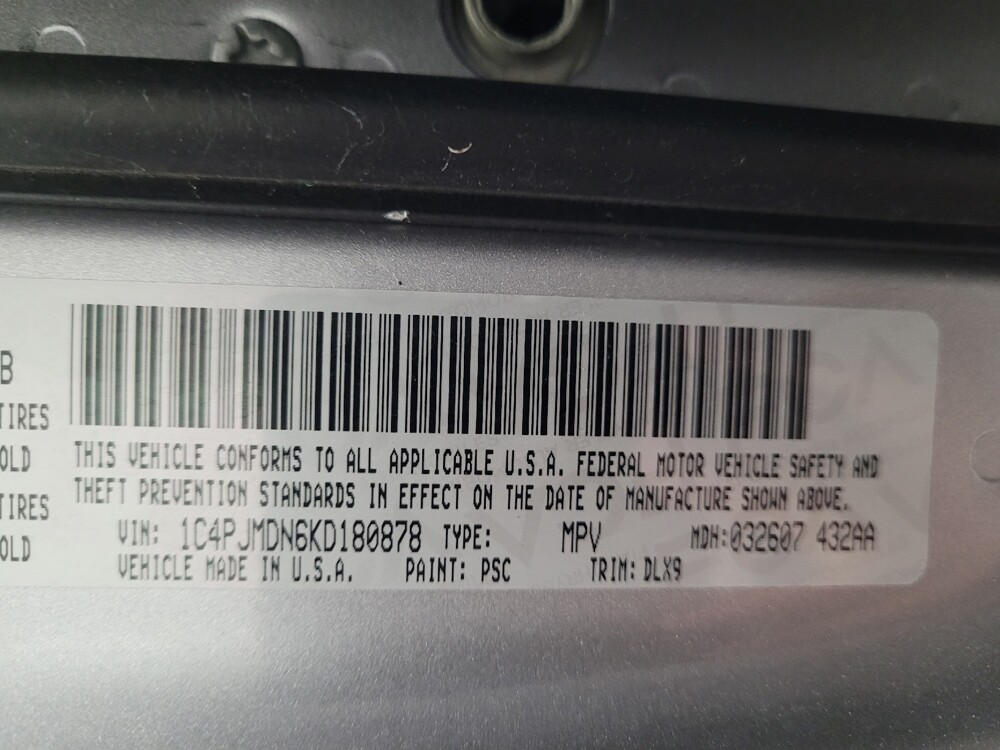 B
TIRES
OLD
TIRES
OLD
THIS VEHICLE CONFORMS TO ALL APPLICABLE U.S.A. FEDERAL MOTOR VEHICLE SAFETY AND
THEFT PREVENTION STANDARDS IN EFFECT ON THE DATE OF MANUFACTURE SHOWN ABOVE.
VIN: 1C4PJMDN6KD180878 TYPE: MPV MDH:032607 432AA
VEHICLE MADE IN U.S.A. PAINT: PSC TRIM: DLX9